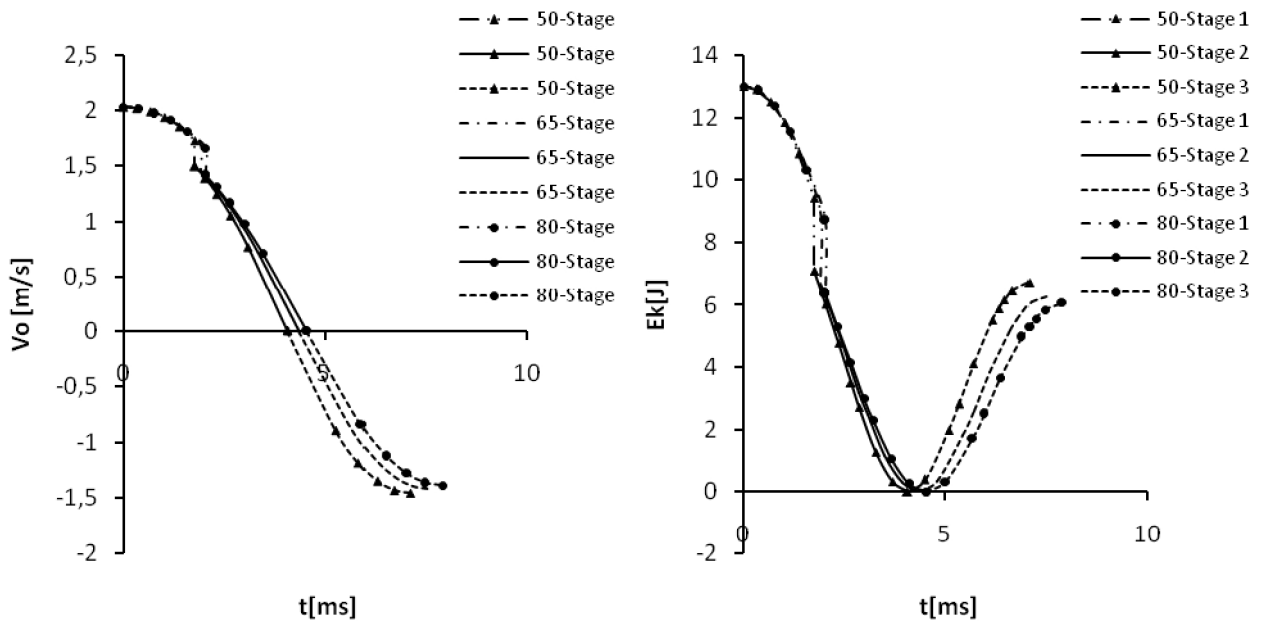 50-Stage
50-Stage
50-Stage
65-Stage
65-Stage
65-Stage
80-Stage
80-Stage
80-Stage
2,5
2
1,5
1
0,5
0
-0,5
-1
-1,5
-2
0
5
10
Vo [m/s]
t[ms]
50-Stage 1
50-Stage 2
50-Stage 3
65-Stage 1
65-Stage 2
65-Stage 3
80-Stage 1
80-Stage 2
80-Stage 3
14
12
10
8
6
4
2
0
-2
0
5
10
Ek[J]
t[ms]